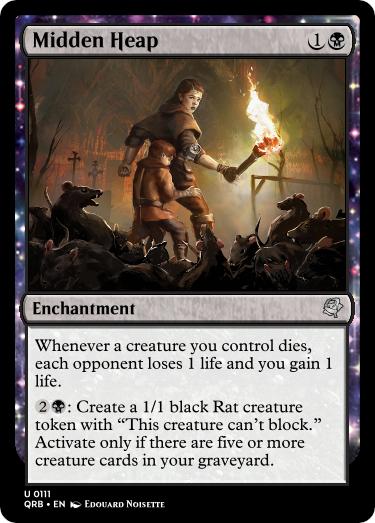 Midden Heap 1
Enchantment
Whenever a creature you control dies,
each opponent loses 1 life and you gain 1
life.
2: Create a 1/1 black Rat creature
token with “This creature can’t block.”
Activate only if there are five or more
creature cards in your graveyard.
U 0111
QRB • EN Edouard Noisette